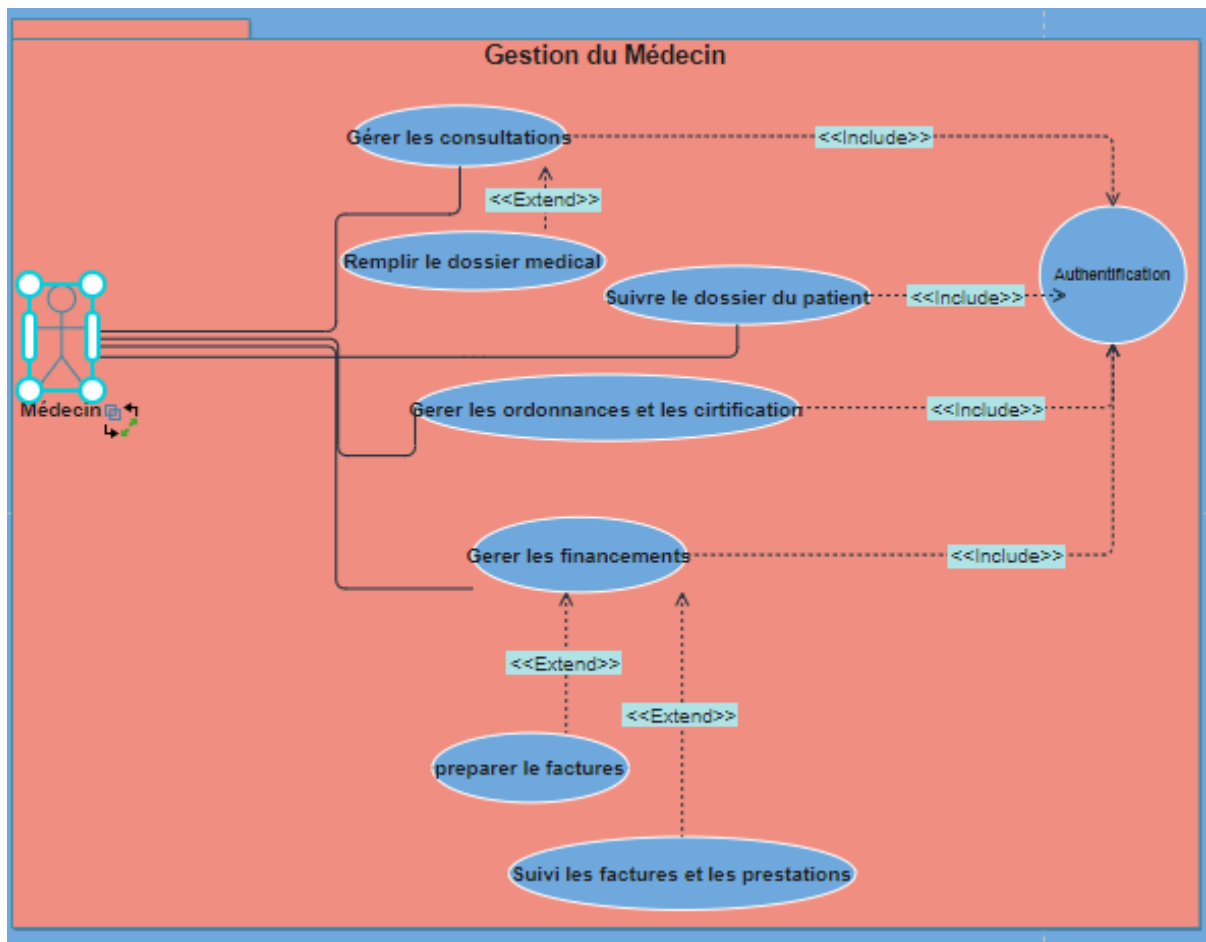 Gestion du Médecin
Gérer les consultations
<<Include>>
<<Extend>>
Remplir le dossier medical
Authentification
Suivre le dossier du patient
<<Include>>
Médecin
Gerer les ordonnances et les cirtification
<<Include>>
Gerer les financements
<<Include>>
<<Extend>>
<<Extend>>
preparer le factures
Suivi les factures et les prestations